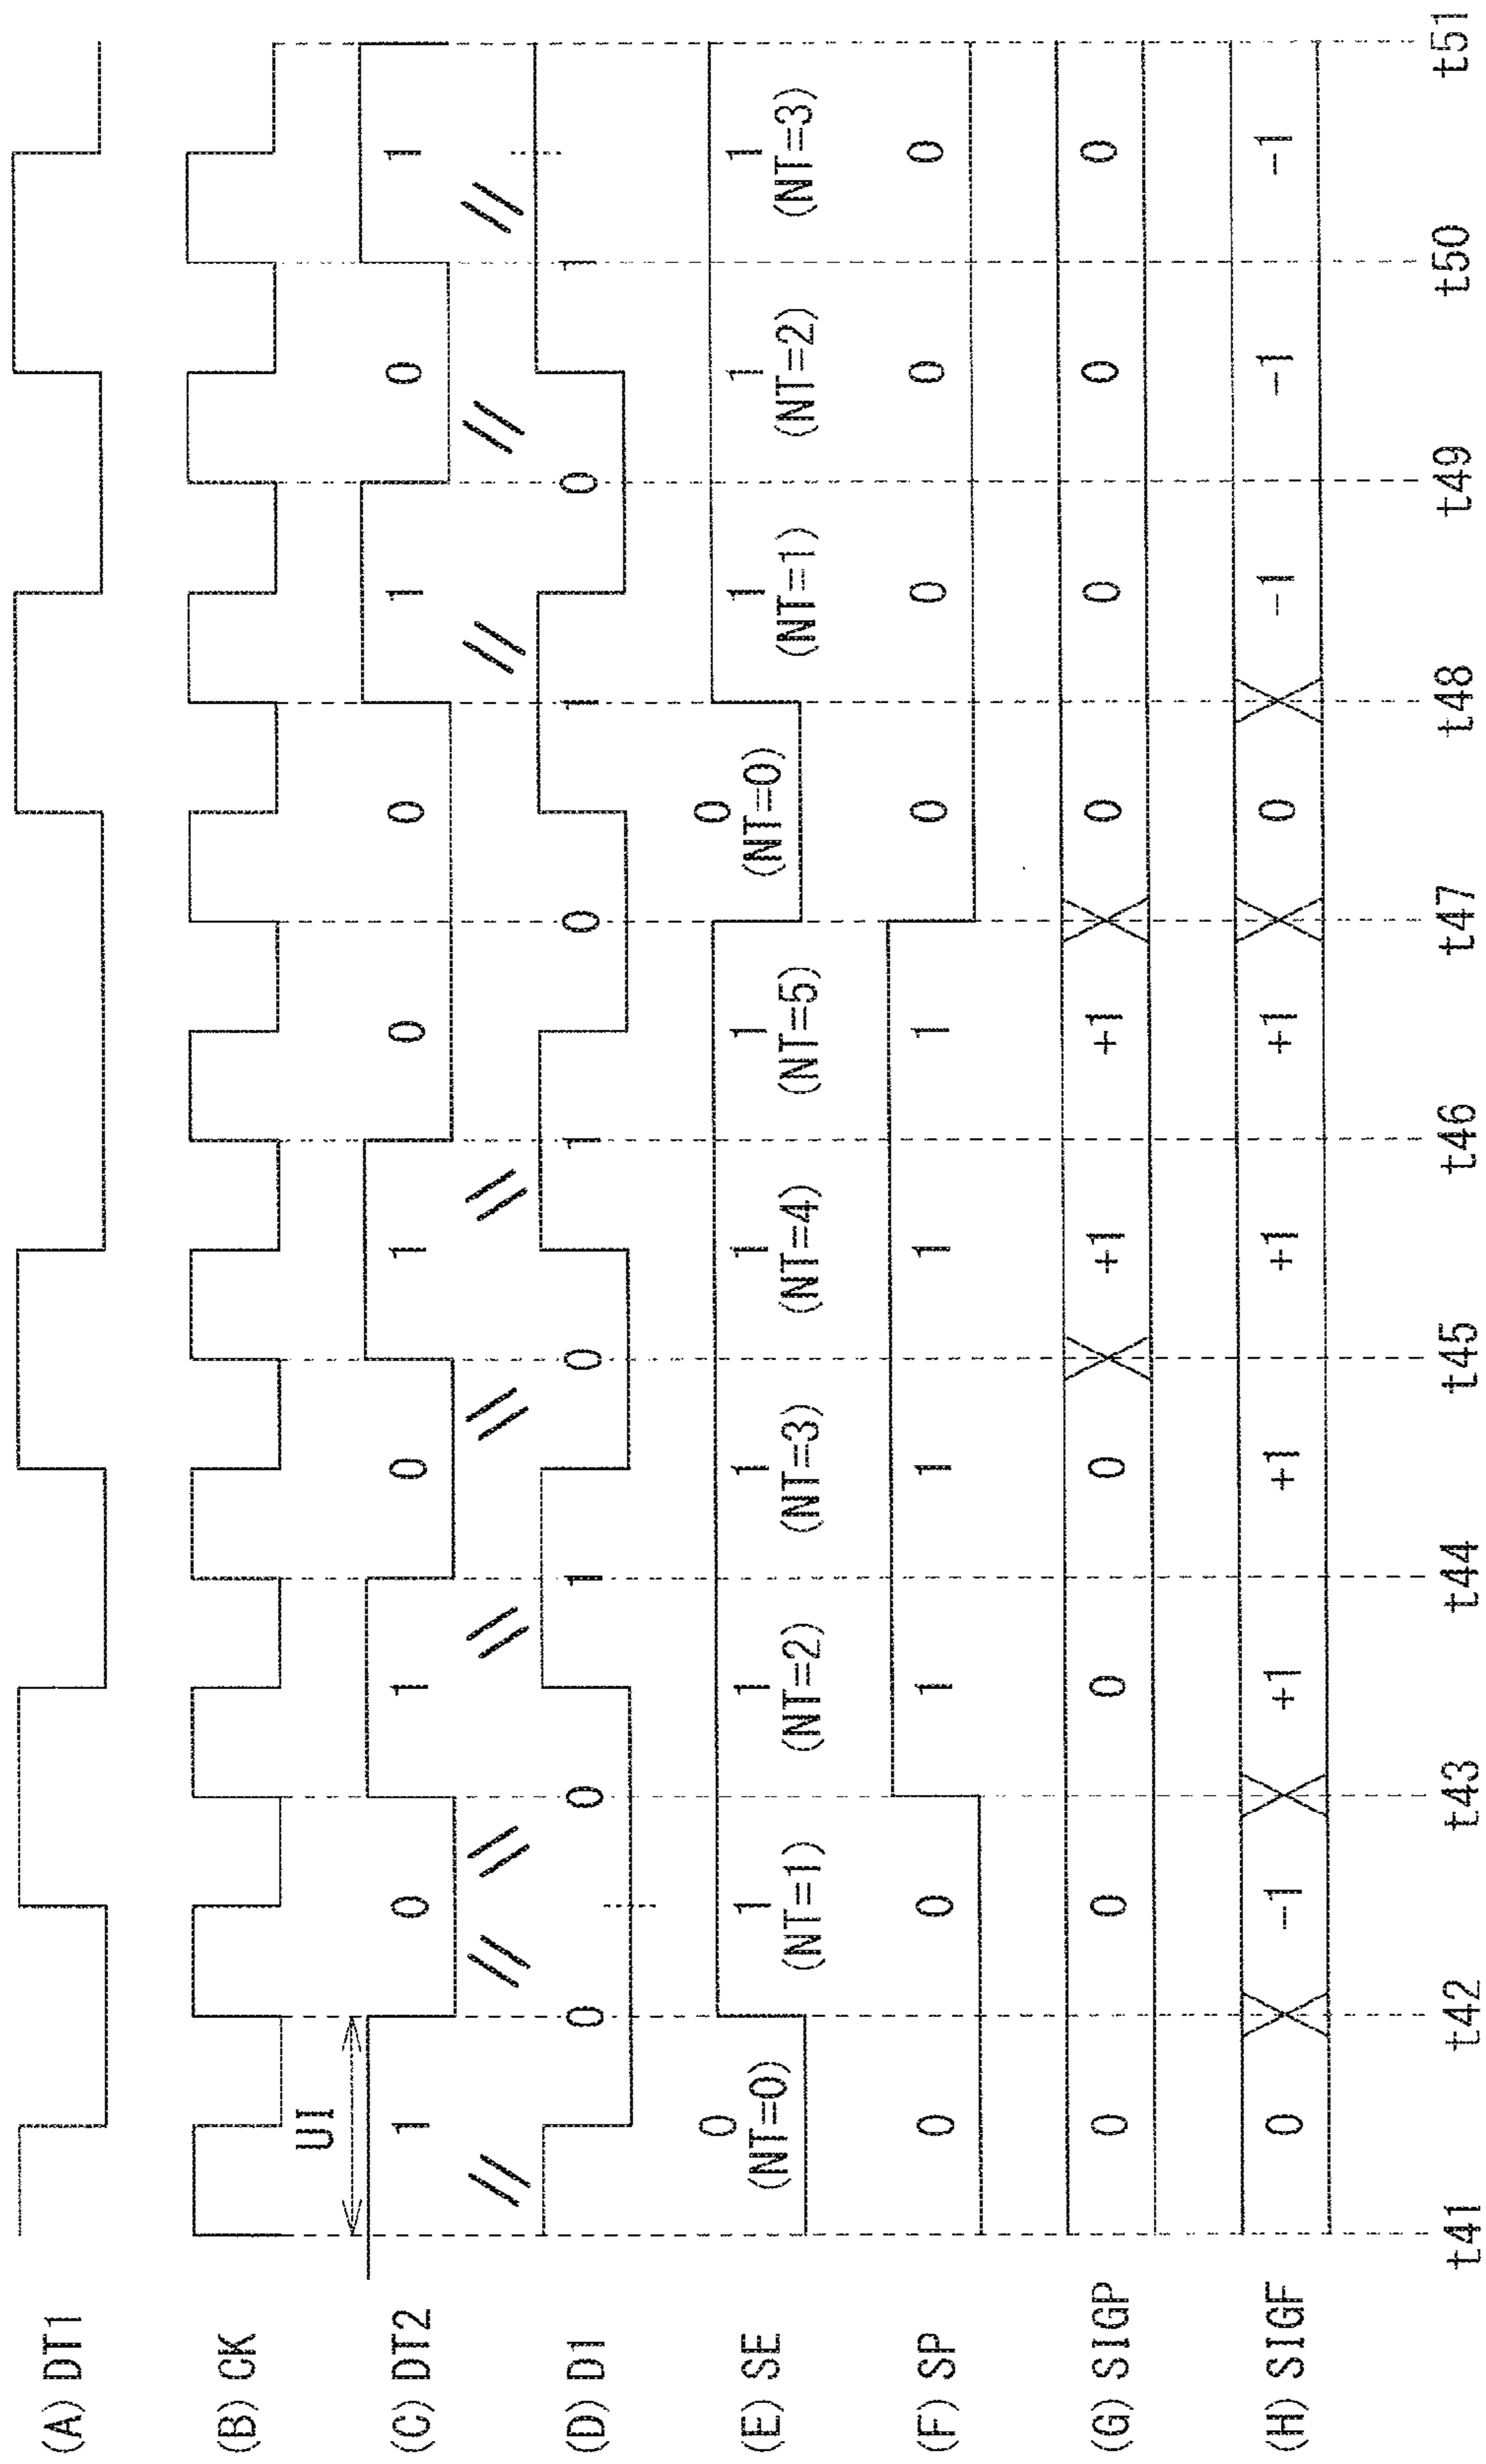 (A) DT1
(B) CK
UI
(C) DT2 1 0 1 0 1 0 0 1 0 1
(D) D1 0 0 1 0 1 0 1 0 1
(E) SE 0 1 1 1 1 1 0 1 1 1
(NT=0) (NT=1) (NT=2) (NT=3) (NT=4) (NT=5) (NT=0) (NT=1) (NT=2) (NT=3)
(F) SP 0 0 1 1 1 1 0 0 0 0
(G) SIGP 0 0 0 0 +1 +1 0 0 0 0
(H) SIGF 0 -1 +1 +1 +1 +1 0 -1 -1 -1
t41 t42 t43 t44 t45 t46 t47 t48 t49 t50 t51